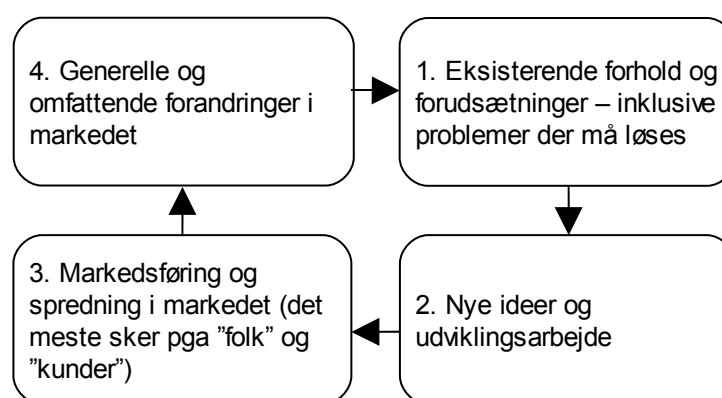 4. Generelle og
omfattende forandringer i
markedet
1. Eksisterende forhold og
forudsætninger – inklusive
problemer der må løses
3. Markedsføring og
spredning i markedet (det
meste sker pga ”folk” og
”kunder”)
2. Nye ideer og
udviklingsarbejde